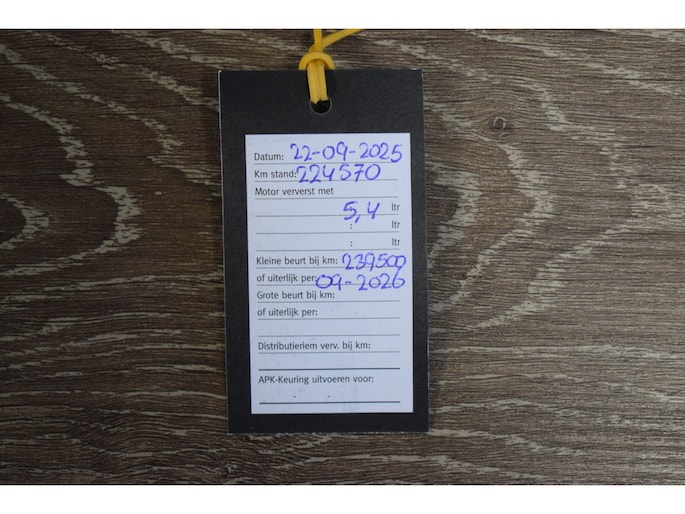 Datum: 22-09-2025
Km stand: 224570
Motor ververst met
5,4 ltr
: ltr
: ltr
Kleine beurt bij km: 239500
of uiterlijk per: 09-2026
Grote beurt bij km:
of uiterlijk per:
Distributieriem verv. bij km:
APK-Keuring uitvoeren voor: